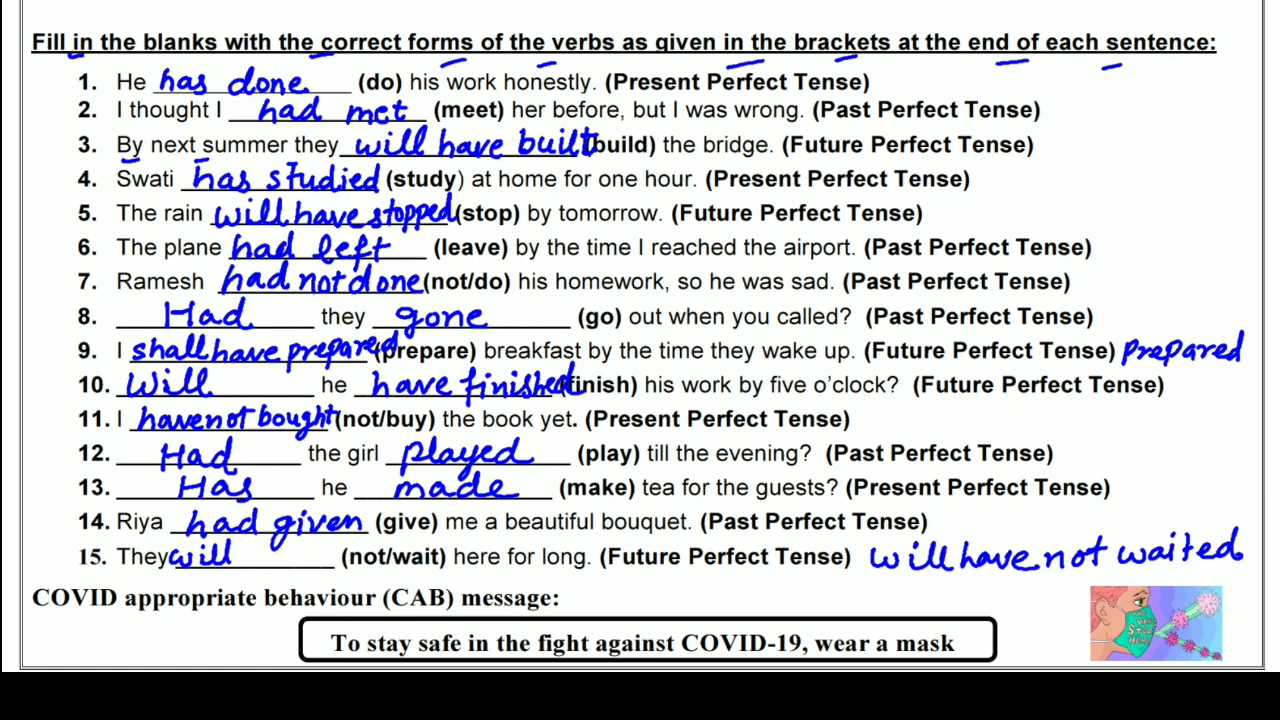 Fill in the blanks with the correct forms of the verbs as given in the brackets at the end of each sentence:
1. He has done (do) his work honestly. (Present Perfect Tense)
2. I thought I had met (meet) her before, but I was wrong. (Past Perfect Tense)
3. By next summer they will have built (build) the bridge. (Future Perfect Tense)
4. Swati has studied (study) at home for one hour. (Present Perfect Tense)
5. The rain will have stopped (stop) by tomorrow. (Future Perfect Tense)
6. The plane had left (leave) by the time I reached the airport. (Past Perfect Tense)
7. Ramesh had not done (not/do) his homework, so he was sad. (Past Perfect Tense)
8. Had they gone (go) out when you called? (Past Perfect Tense)
9. I shall have prepared (prepare) breakfast by the time they wake up. (Future Perfect Tense) prepared
10. Will he have finished (finish) his work by five o'clock? (Future Perfect Tense)
11. I have not bought (not/buy) the book yet. (Present Perfect Tense)
12. Had the girl played (play) till the evening? (Past Perfect Tense)
13. Has he made (make) tea for the guests? (Present Perfect Tense)
14. Riya had given (give) me a beautiful bouquet. (Past Perfect Tense)
15. They will (not/wait) here for long. (Future Perfect Tense) will have not waited
COVID appropriate behaviour (CAB) message:
To stay safe in the fight against COVID-19, wear a mask